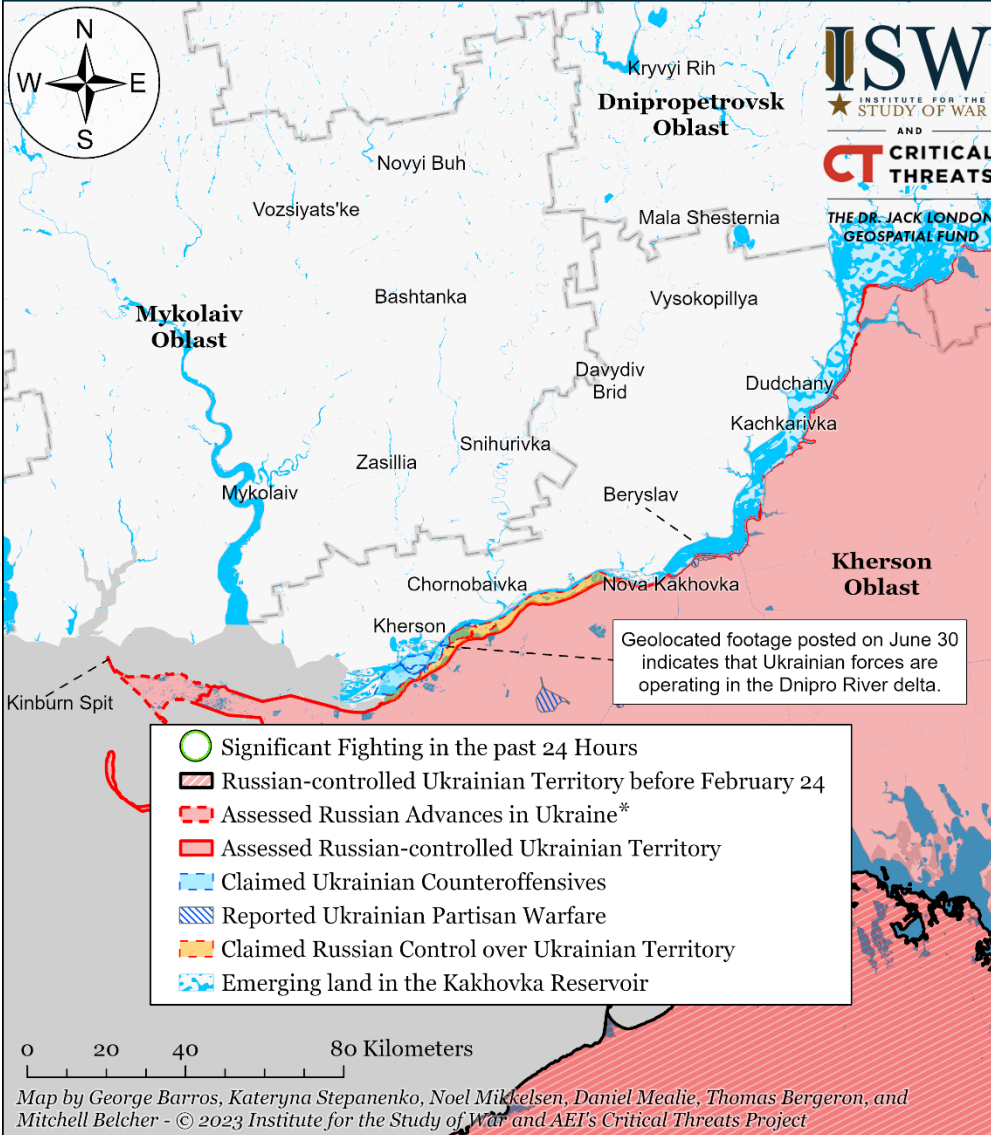 N
W E
S
ISW
INSTITUTE FOR THE
STUDY OF WAR
AND
CT CRITICAL
THREATS
THE DR. JACK LONDON
GEOSPATIAL FUND
Kryvyi Rih
Dnipropetrovsk
Oblast
Novyi Buh
Vozsiyats'ke
Mala Shesternia
Bashtanka
Vysokopillya
Mykolaiv
Oblast
Davydiv
Brid
Dudchany
Kachkarivka
Snihurivka
Zasillia
Mykolaiv
Beryslav
Kherson
Oblast
Chornobaivka
Nova Kakhovka
Kherson
Geolocated footage posted on June 30
indicates that Ukrainian forces are
operating in the Dnipro River delta.
Kinburn Spit
Significant Fighting in the past 24 Hours
Russian-controlled Ukrainian Territory before February 24
Assessed Russian Advances in Ukraine*
Assessed Russian-controlled Ukrainian Territory
Claimed Ukrainian Counteroffensives
Reported Ukrainian Partisan Warfare
Claimed Russian Control over Ukrainian Territory
Emerging land in the Kakhovka Reservoir
0 20 40 80 Kilometers
Map by George Barros, Kateryna Stepanenko, Noel Mikkelsen, Daniel Mealie, Thomas Bergeron, and
Mitchell Belcher - © 2023 Institute for the Study of War and AEI's Critical Threats Project